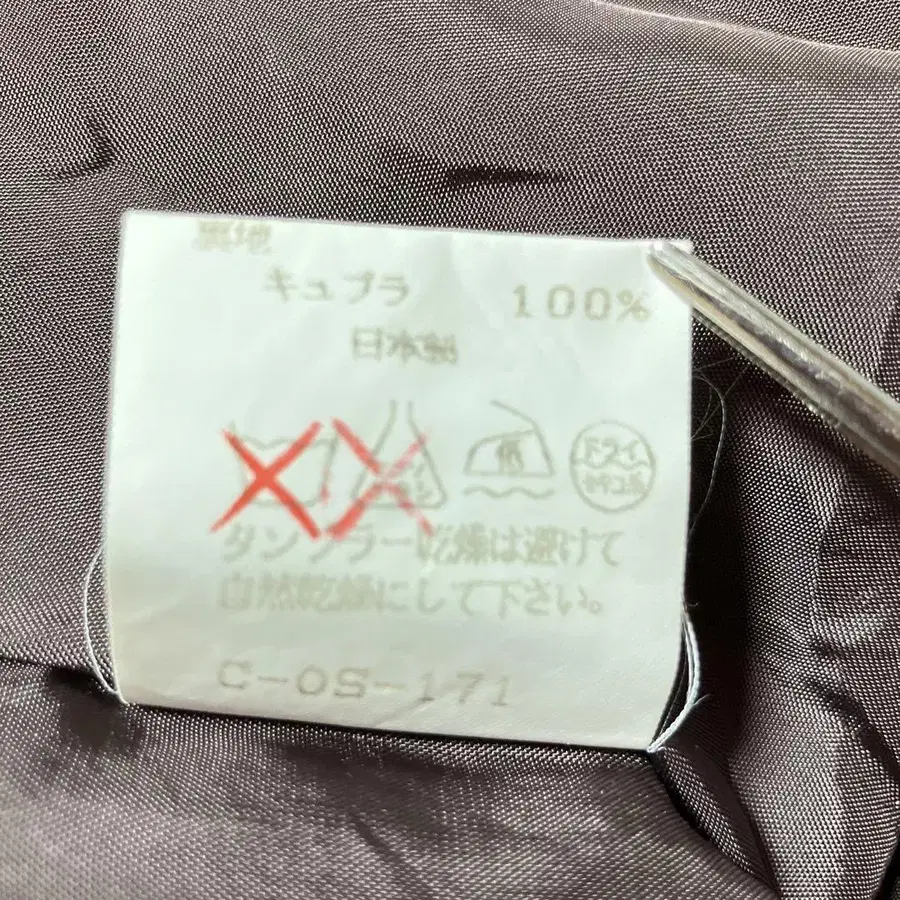 裏地
キュプラ 100%
日本製
低 ドライ
セキユ系
タンブラー乾燥は避けて
自然乾燥にして下さい。
C-OS-171